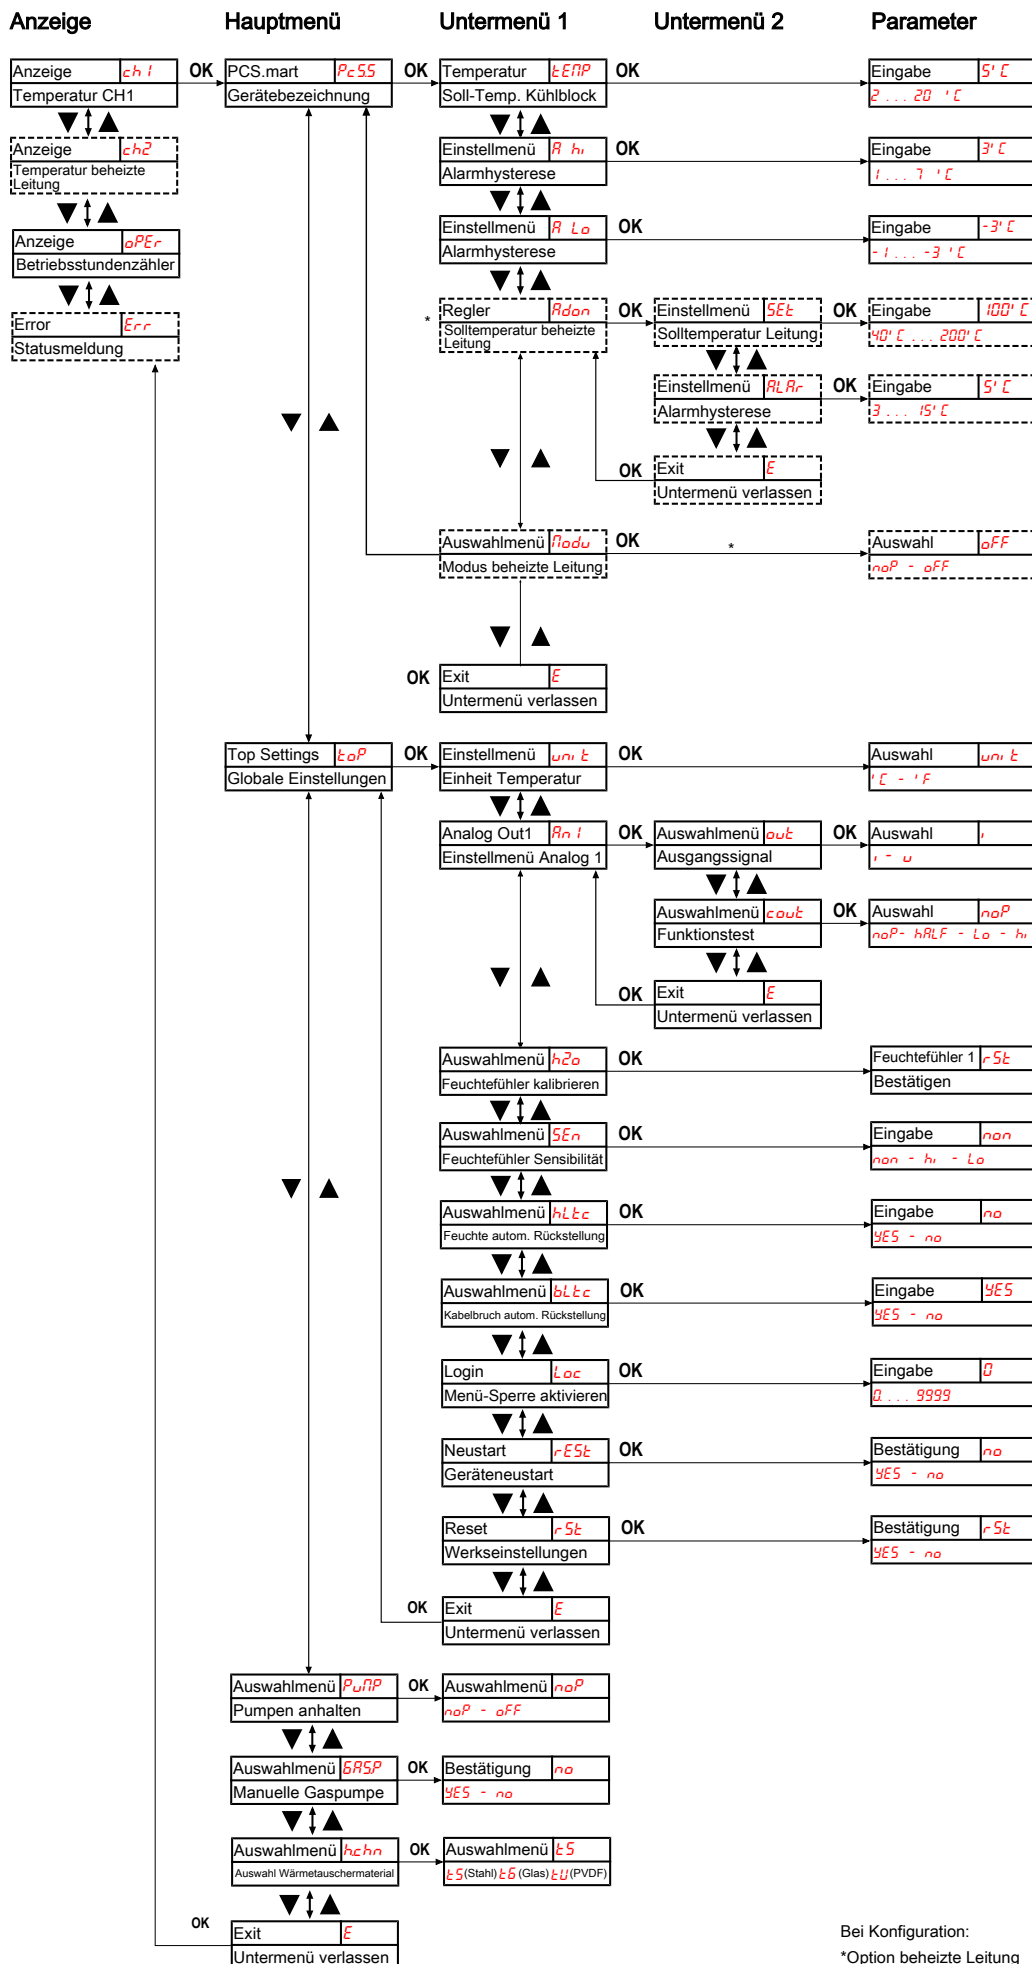 Anzeige Hauptmenü Untermenü 1 Untermenü 2 Parameter
Anzeige ch1 OK PCS.mart PcS.S OK Temperatur tEMP OK Eingabe 5°C
Temperatur CH1 Gerätebezeichnung Soll-Temp. Kühlblock 2 ... 20 °C
▼ ▲ ▼ ▲
Anzeige ch2 Einstellmenü A hi OK Eingabe 3°C
Temperatur beheizte
Leitung Alarmhysterese 1 ... 7 °C
▼ ▲ ▼ ▲
Anzeige oPEr Einstellmenü A Lo OK Eingabe -3°C
Betriebsstundenzähler Alarmhysterese -1 ... -3 °C
▼ ▲ ▼ ▲
Error Err * Regler Adon OK Einstellmenü SEt OK Eingabe 100°C
Statusmeldung Solltemperatur beheizte
Leitung Solltemperatur Leitung 40°C ... 200°C
▼ ▲
Einstellmenü ALAr OK Eingabe 5°C
Alarmhysterese 3 ... 15°C
▼ ▲ ▼ ▲
▼ ▲ OK Exit E
Untermenü verlassen
Auswahlmenü Modu OK * Auswahl oFF
Modus beheizte Leitung noP - oFF
▼ ▲
OK Exit E
Untermenü verlassen
Top Settings toP OK Einstellmenü unit OK Auswahl unit
Globale Einstellungen Einheit Temperatur °C - °F
▼ ▲
Analog Out1 An1 OK Auswahlmenü out OK Auswahl i
Einstellmenü Analog 1 Ausgangssignal i - u
▼ ▲
Auswahlmenü cout OK Auswahl noP
Funktionstest noP - hALF - Lo - hi
▼ ▲ ▼ ▲
OK Exit E
Untermenü verlassen
Auswahlmenü h2o OK Feuchtefühler 1 rSt
Feuchtefühler kalibrieren Bestätigen
▼ ▲
Auswahlmenü SEn OK Eingabe non
Feuchtefühler Sensibilität non - hi - Lo
▼ ▲ ▼ ▲
Auswahlmenü hLtc OK Eingabe no
Feuchte autom. Rückstellung YES - no
▼ ▲
Auswahlmenü bLtc OK Eingabe YES
Kabelbruch autom. Rückstellung YES - no
▼ ▲
Login Loc OK Eingabe 0
Menü-Sperre aktivieren 0. ... 9999
▼ ▲
Neustart rESt OK Bestätigung no
Geräteneustart YES - no
▼ ▲
Reset rSt OK Bestätigung rSt
Werkseinstellungen YES - no
▼ ▲
OK Exit E
Untermenü verlassen
Auswahlmenü PuMP OK Auswahlmenü noP
Pumpen anhalten noP - oFF
▼ ▲
Auswahlmenü GAS.P OK Bestätigung no
Manuelle Gaspumpe YES - no
▼ ▲
Auswahlmenü h.chn OK Auswahlmenü tS
Auswahl Wärmetauschermaterial tS (Stahl) tG (Glas) tU (PVDF)
▼ ▲
OK Exit E
Untermenü verlassen
Bei Konfiguration:
*Option beheizte Leitung